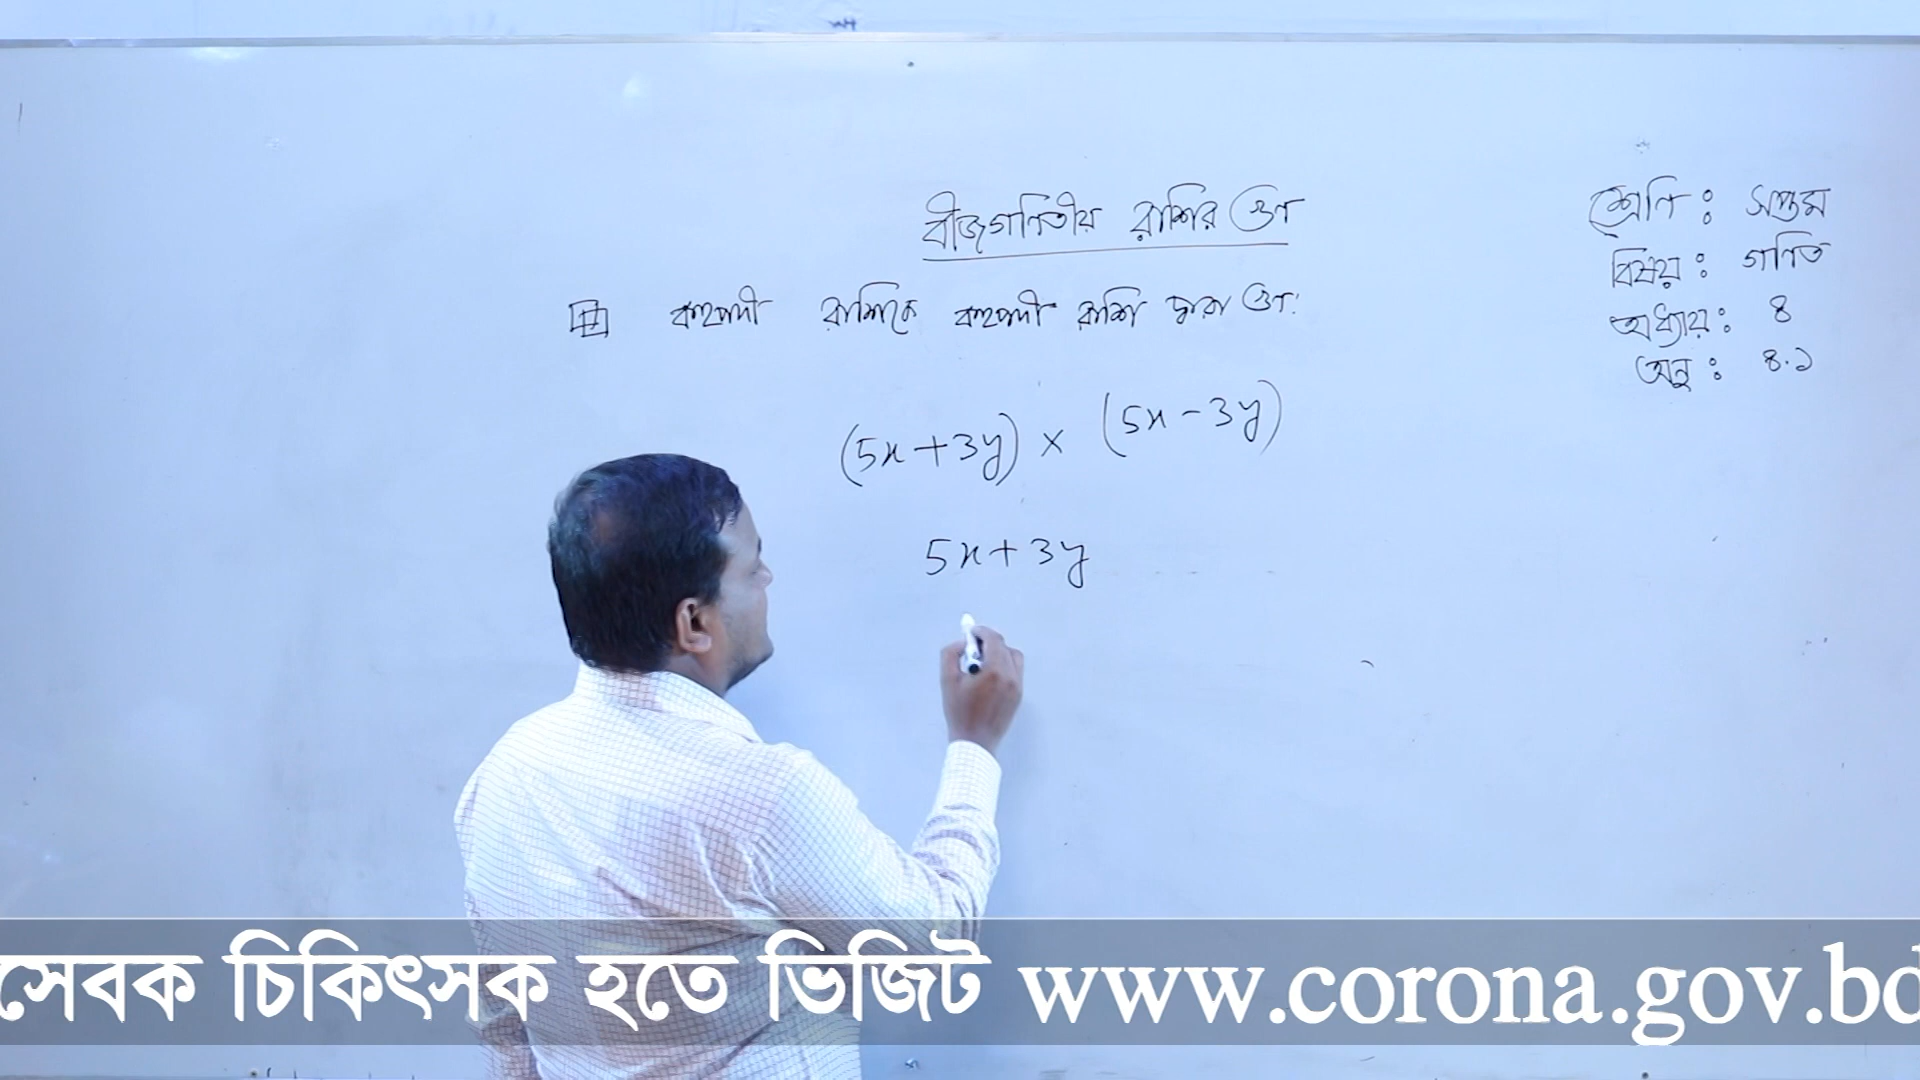 বীজগণিতীয় রাশির গুণ
বহুপদী রাশিকে বহুপদী রাশি দ্বারা গুণ:
(5x+3y) × (5x-3y)
5x+3y
শ্রেণি: সপ্তম
বিষয়: গণিত
অধ্যায়: ৪
অনু: ৪.১
সেবক চিকিৎসক হতে ভিজিট www.corona.gov.bd